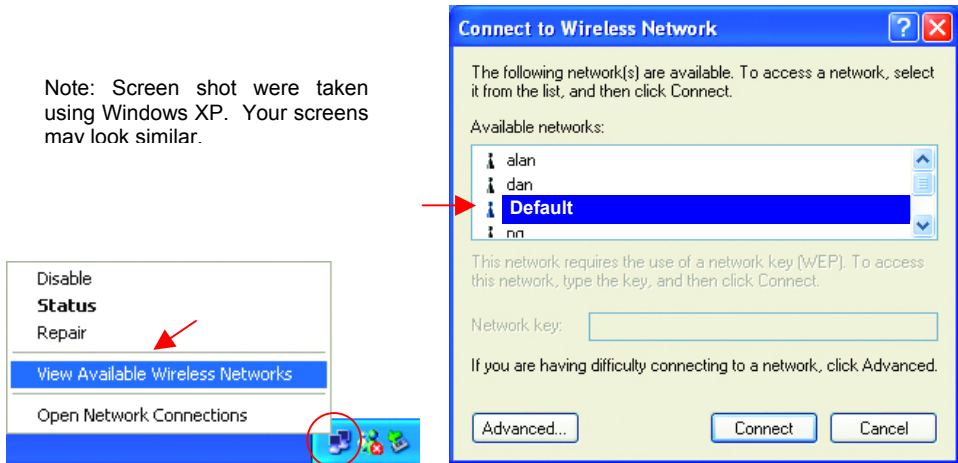 Note: Screen shot were taken
using Windows XP. Your screens
may look similar.
Disable
Status
Repair
View Available Wireless Networks
Open Network Connections
Connect to Wireless Network
The following network(s) are available. To access a network, select
it from the list, and then click Connect.
Available networks:
alan
dan
Default
This network requires the use of a network key (WEP). To access
this network, type the key, and then click Connect.
Network key:
If you are having difficulty connecting to a network, click Advanced.
Advanced...
Connect
Cancel